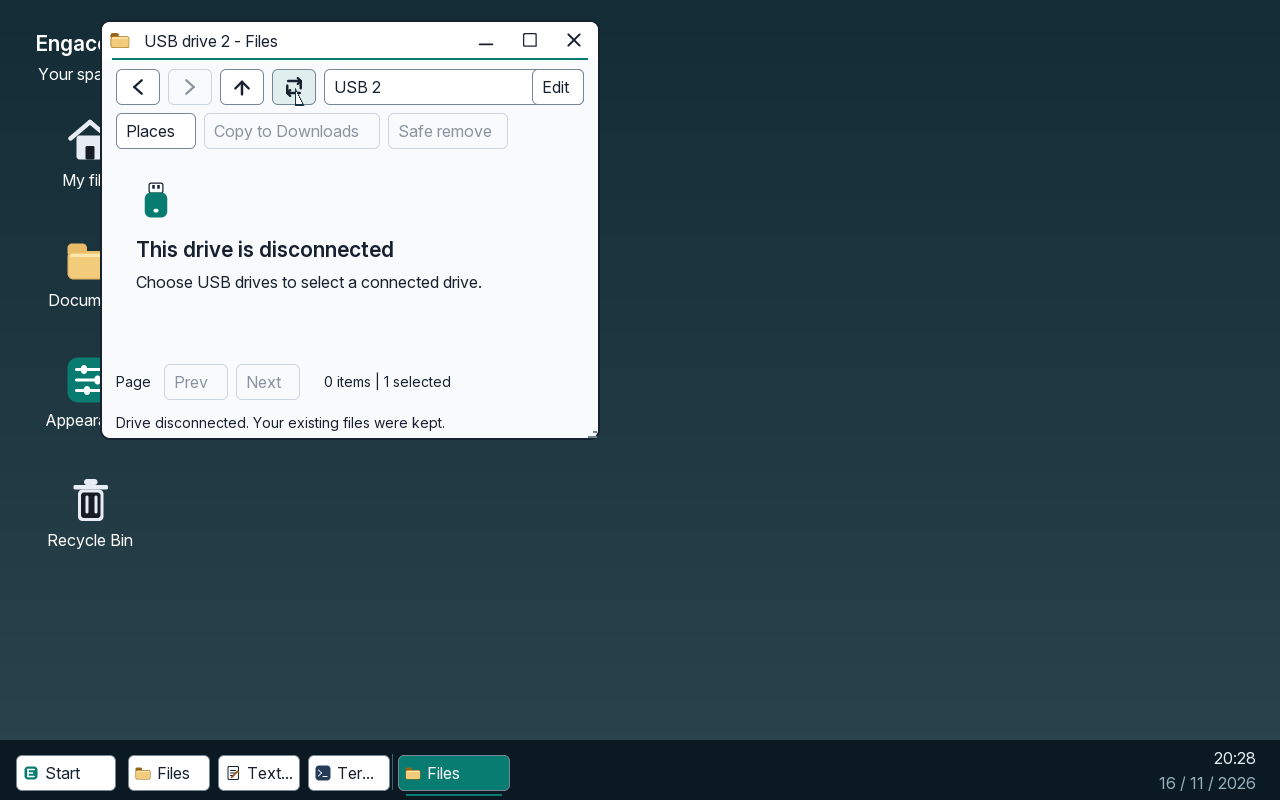 USB drive 2 - Files
USB 2
Edit
Places
Copy to Downloads
Safe remove
This drive is disconnected
Choose USB drives to select a connected drive.
Page
Prev
Next
0 items | 1 selected
Drive disconnected. Your existing files were kept.
Recycle Bin
Start
Files
Text...
Ter...
Files
20:28
16 / 11 / 2026